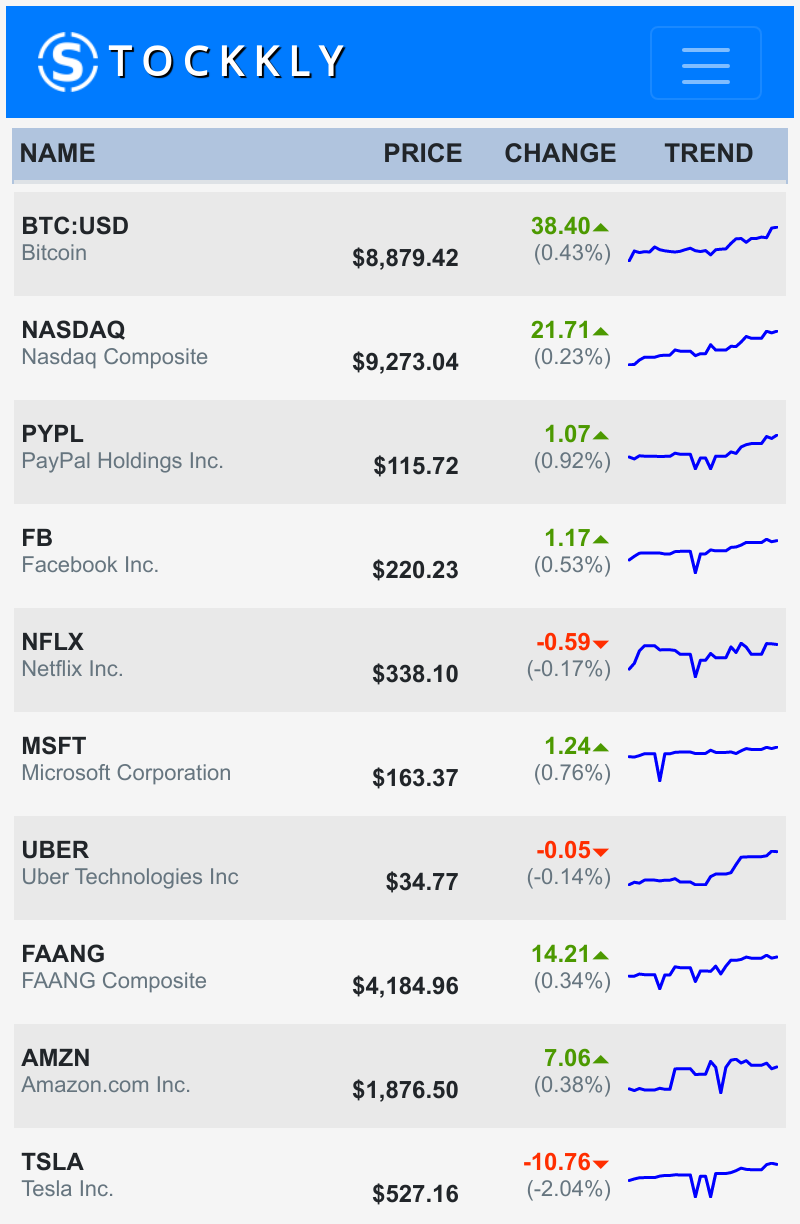 STOCKKLY
NAME PRICE CHANGE TREND
BTC:USD 38.40
Bitcoin $8,879.42 (0.43%)
NASDAQ 21.71
Nasdaq Composite $9,273.04 (0.23%)
PYPL 1.07
PayPal Holdings Inc. $115.72 (0.92%)
FB 1.17
Facebook Inc. $220.23 (0.53%)
NFLX -0.59
Netflix Inc. $338.10 (-0.17%)
MSFT 1.24
Microsoft Corporation $163.37 (0.76%)
UBER -0.05
Uber Technologies Inc $34.77 (-0.14%)
FAANG 14.21
FAANG Composite $4,184.96 (0.34%)
AMZN 7.06
Amazon.com Inc. $1,876.50 (0.38%)
TSLA -10.76
Tesla Inc. $527.16 (-2.04%)